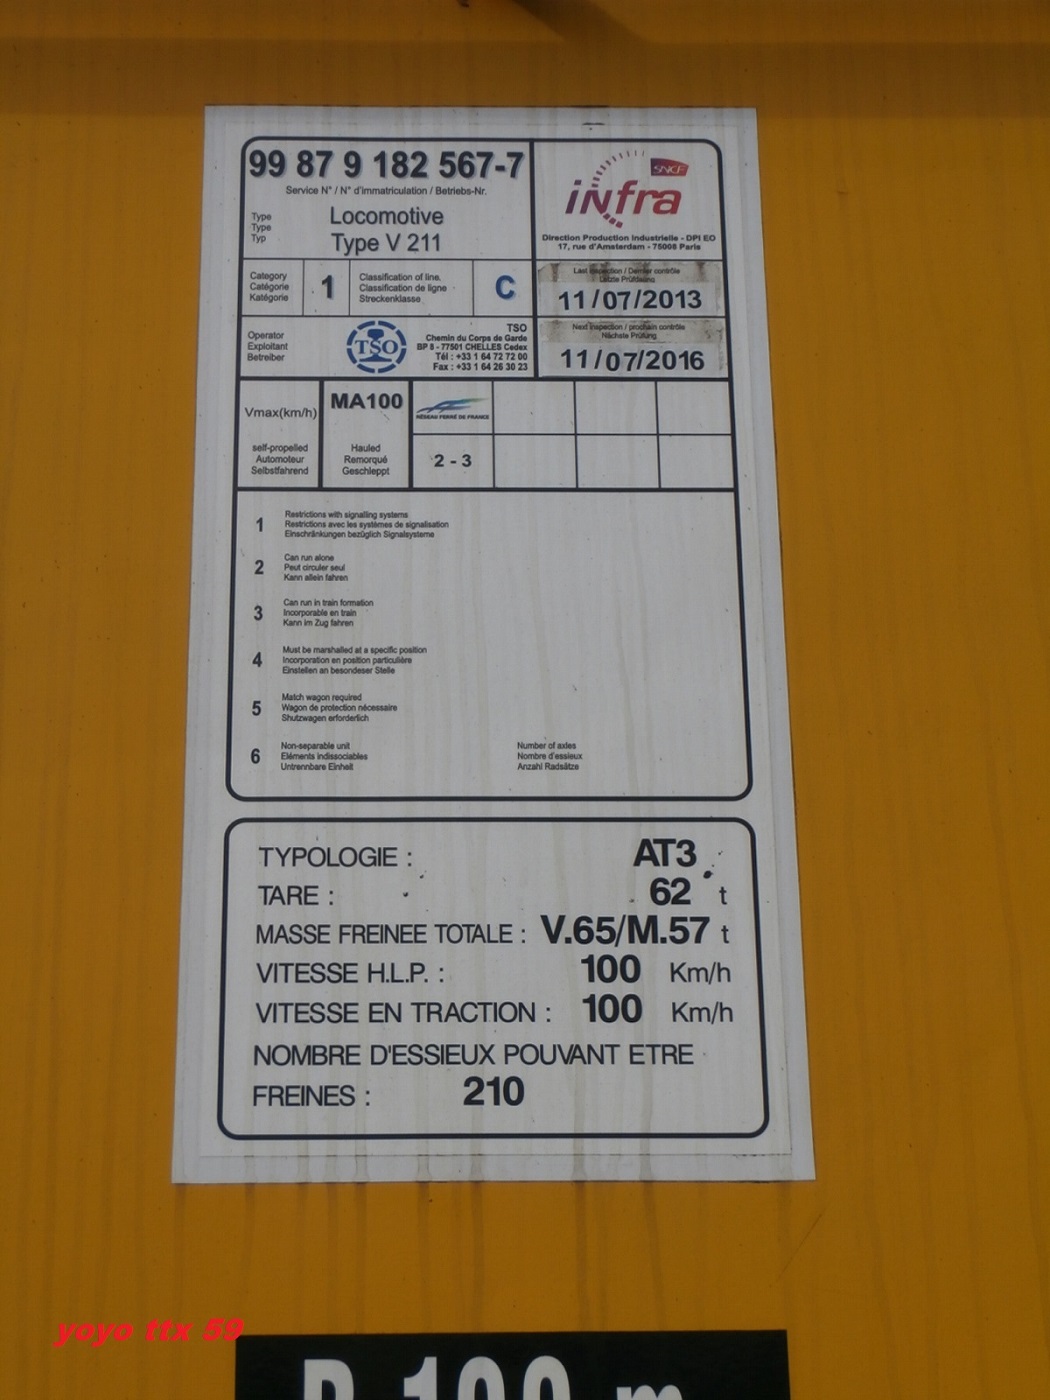 99 87 9 182 567-7
Service N° / N° d'immatriculation / Betriebs-Nr.
Type
Type
Typ
Locomotive
Type V 211
SNCF
infra
Direction Production Industrielle - DPI EO
17, rue d'Amsterdam - 75008 Paris
Category
Catégorie
Katégorie
1
Classification of line.
Classification de ligne
Streckenklasse
C
Last inspection / Dernier contrôle
Letzte Prüfdeung
11/07/2013
Operator
Exploitant
Betreiber
TSO
TSO
Chemin du Corps de Garde
BP 8 - 77501 CHELLES Cedex
Tél : +33 1 64 72 72 00
Fax : +33 1 64 26 30 23
Next inspection / prochain contrôle
Nächste Prüfung
11/07/2016
Vmax(km/h)
self-propelled
Automoteur
Selbstfahrend
MA100
Hauled
Remorqué
Geschleppt
RÉSEAU FERRÉ DE FRANCE
2 - 3
1
Restrictions with signalling systems
Restrictions avec les systèmes de signalisation
Einschränkungen bezüglich Signalsysteme
2
Can run alone
Peut circuler seul
Kann allein fahren
3
Can run in train formation
Incorporable en train
Kann im Zug fahren
4
Must be marshalled at a specific position
Incorporation en position particulière
Einstellen an besondeser Stelle
5
Match wagon required
Wagon de protection nécessaire
Shutzwagen erforderlich
6
Non-separable unit
Eléments indissociables
Untrennbare Einheit
Number of axles
Nombre d'essieux
Anzahl Radsätze
TYPOLOGIE : AT3
TARE : 62 t
MASSE FREINEE TOTALE : V.65/M.57 t
VITESSE H.L.P. : 100 Km/h
VITESSE EN TRACTION : 100 Km/h
NOMBRE D'ESSIEUX POUVANT ETRE
FREINES : 210
yoyo ttx 59
R 100 m